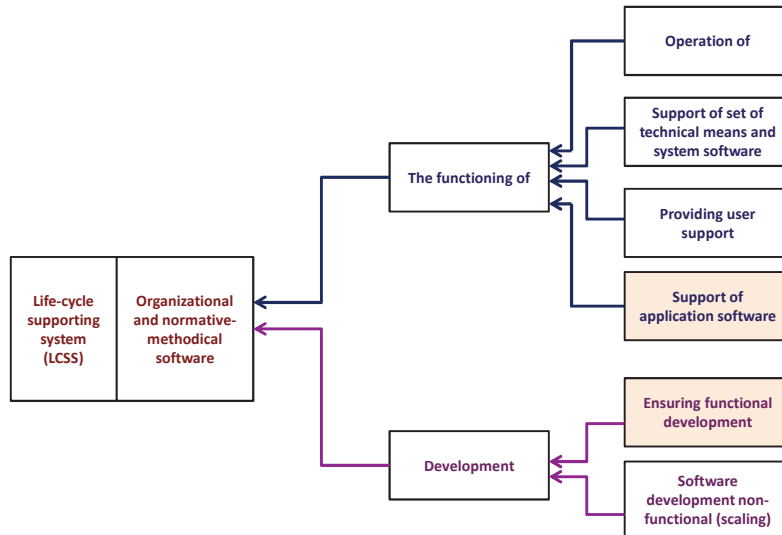 Operation of
Support of set of
technical means and
system software
The functioning of
Providing user
support
Life-cycle
supporting
system
(LCSS)
Organizational
and normative-
methodical
software
Support of
application software
Ensuring functional
development
Development
Software
development non-
functional (scaling)